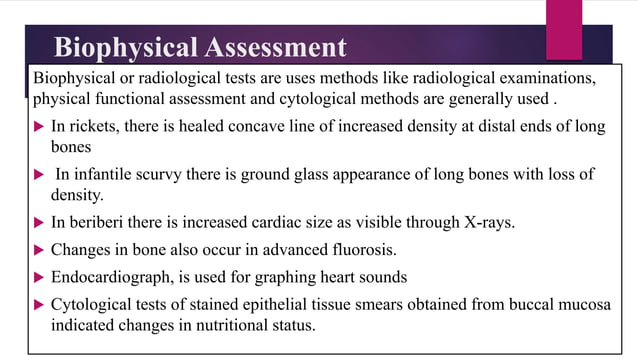 Biophysical Assessment
Biophysical or radiological tests are uses methods like radiological examinations,
physical functional assessment and cytological methods are generally used .
In rickets, there is healed concave line of increased density at distal ends of long
bones
In infantile scurvy there is ground glass appearance of long bones with loss of
density.
In beriberi there is increased cardiac size as visible through X-rays.
Changes in bone also occur in advanced fluorosis.
Endocardiograph, is used for graphing heart sounds
Cytological tests of stained epithelial tissue smears obtained from buccal mucosa
indicated changes in nutritional status.